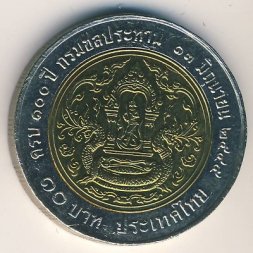 ครบ ๑๐๐ ปี กรมชลประทาน ๑๓ มิถุนายน ๒๕๔๕
๑๐ บาท ประเทศไทย